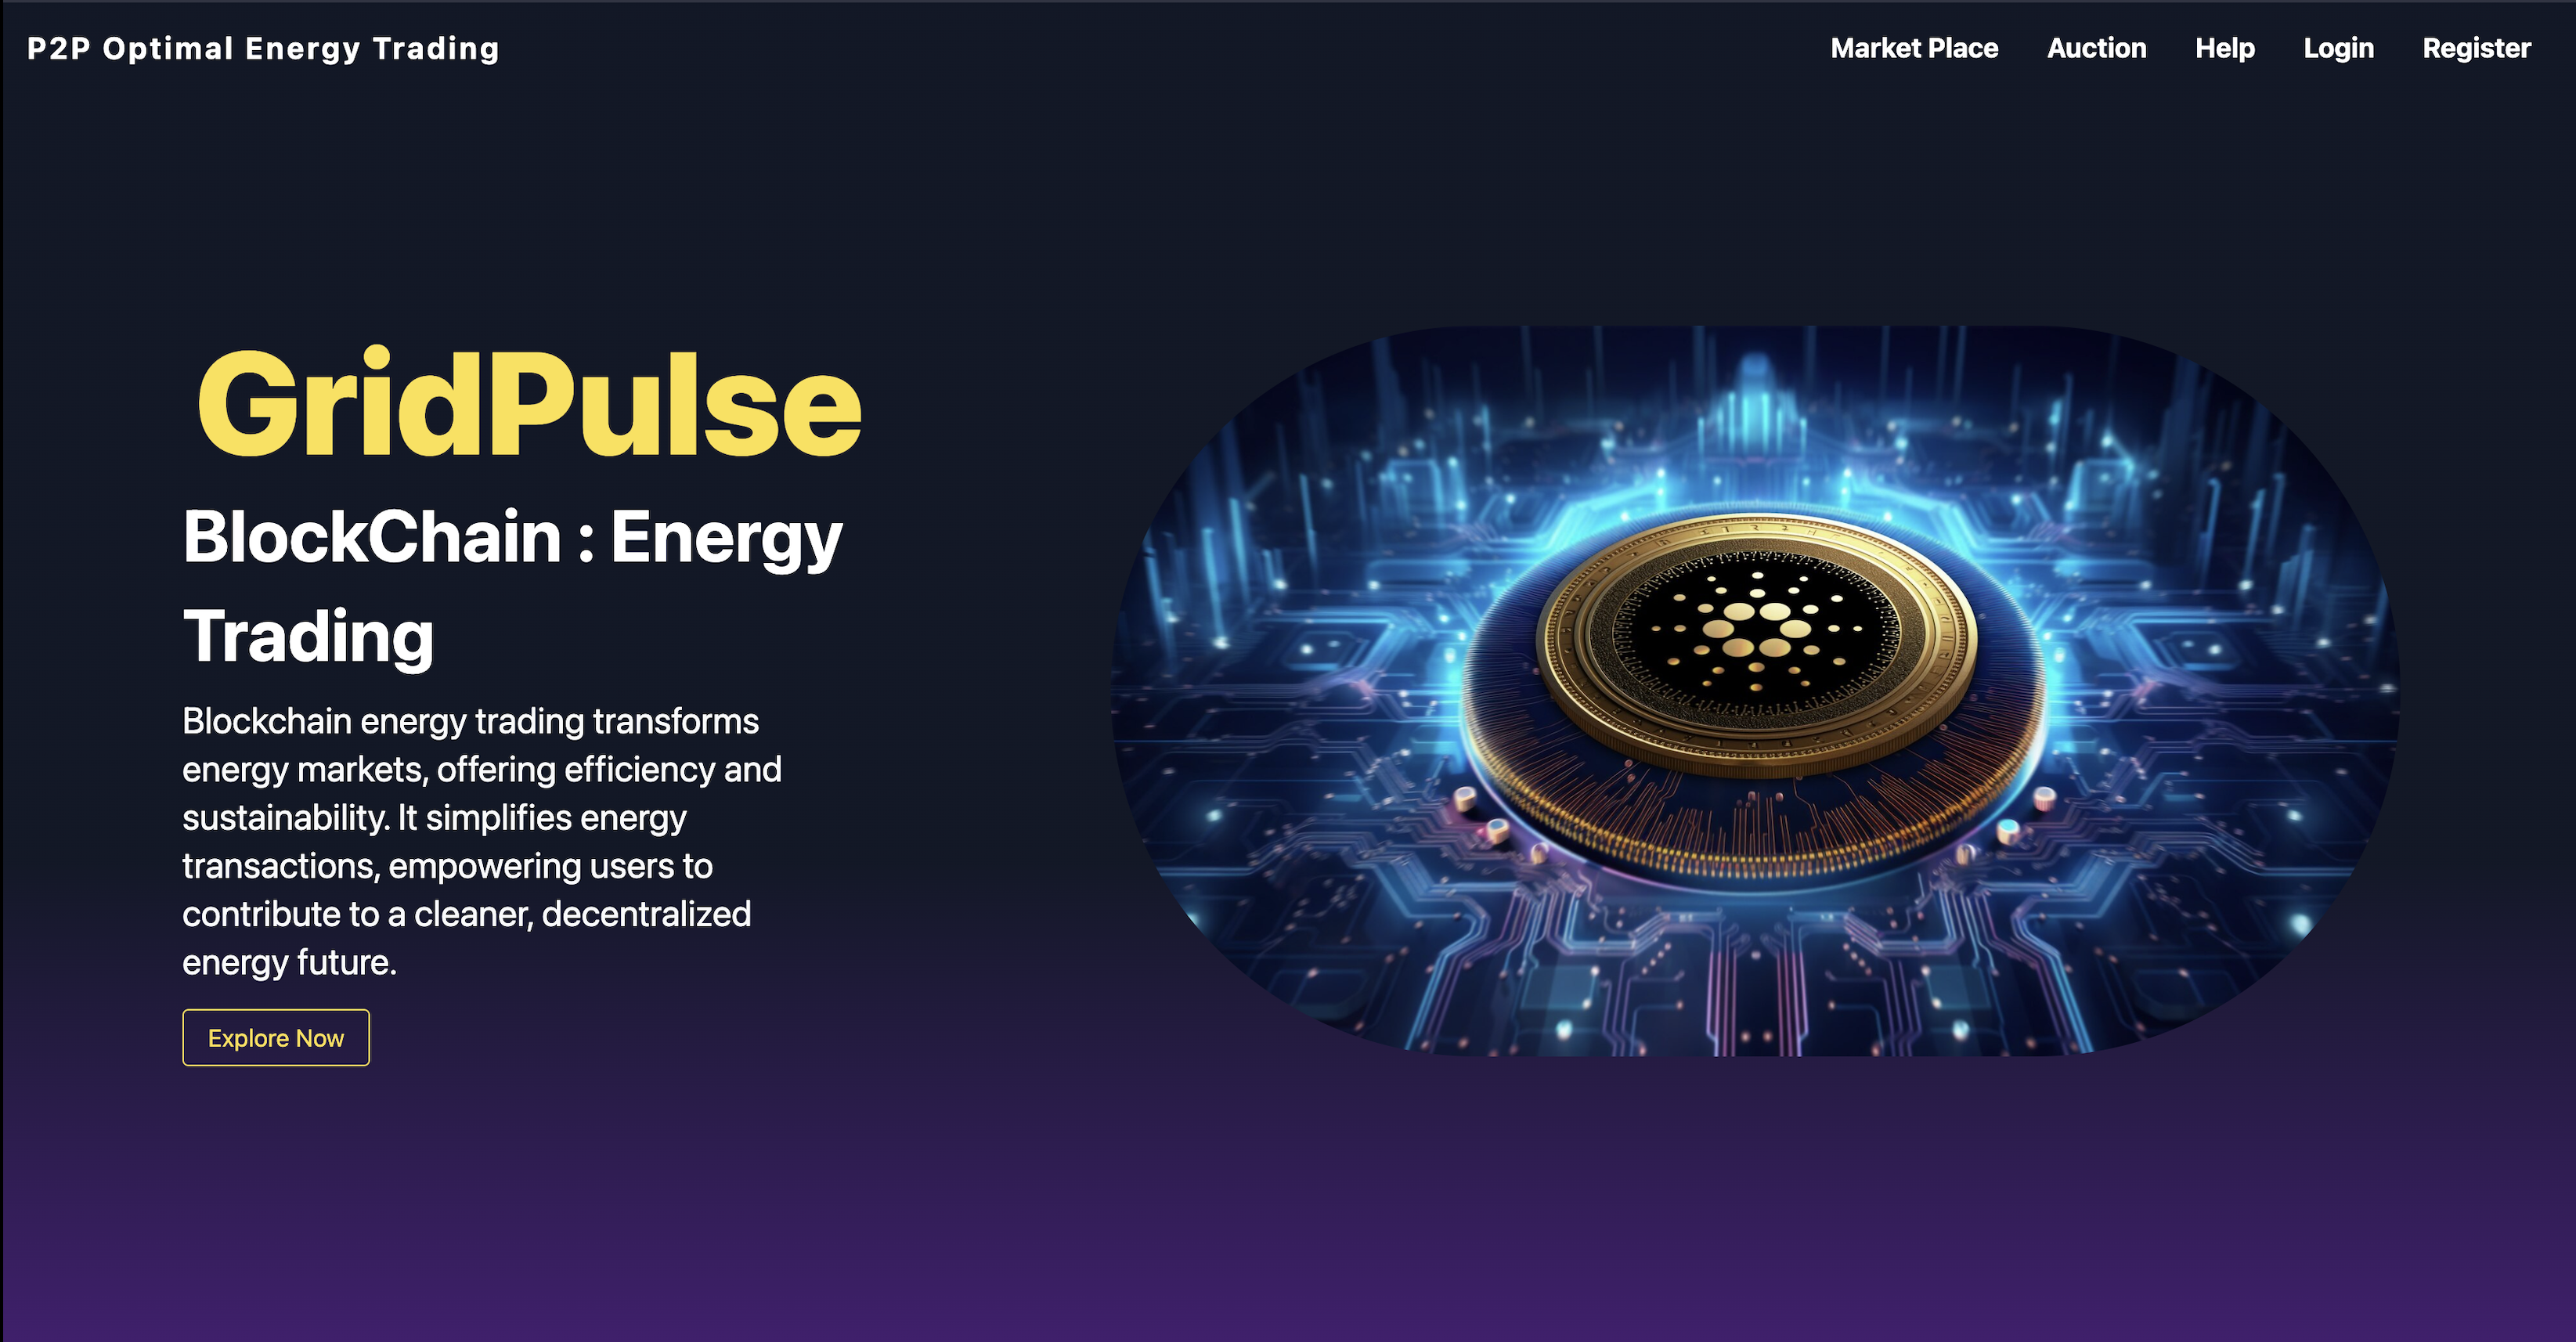 P2P Optimal Energy Trading
Market Place
Auction
Help
Login
Register
GridPulse
BlockChain : Energy
Trading
Blockchain energy trading transforms
energy markets, offering efficiency and
sustainability. It simplifies energy
transactions, empowering users to
contribute to a cleaner, decentralized
energy future.
Explore Now